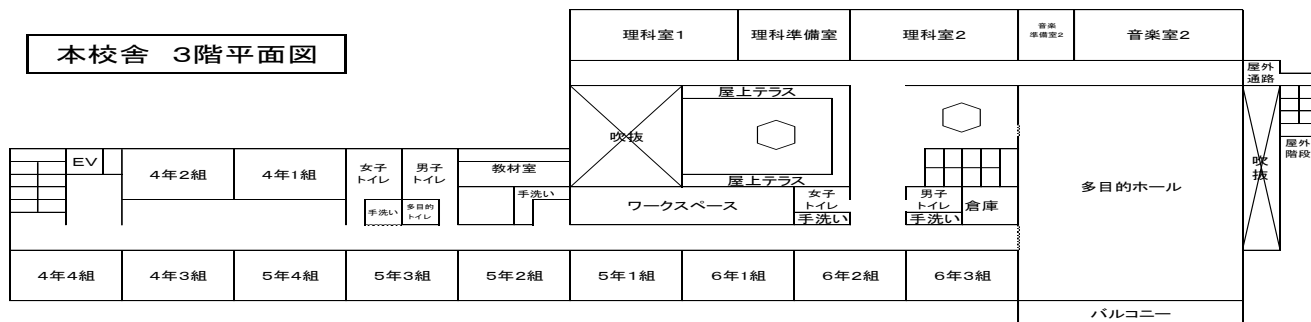 本校舎 3階平面図
理科室1
理科準備室
理科室2
音楽
準備室2
音楽室2
屋外
通路
屋上テラス
吹抜
屋上テラス
屋外
階段
吹
抜
多目的ホール
EV
4年2組
4年1組
女子
トイレ
男子
トイレ
手洗い
多目的
トイレ
教材室
手洗い
ワークスペース
女子
トイレ
手洗い
男子
トイレ
手洗い
倉庫
4年4組
4年3組
5年4組
5年3組
5年2組
5年1組
6年1組
6年2組
6年3組
バルコニー